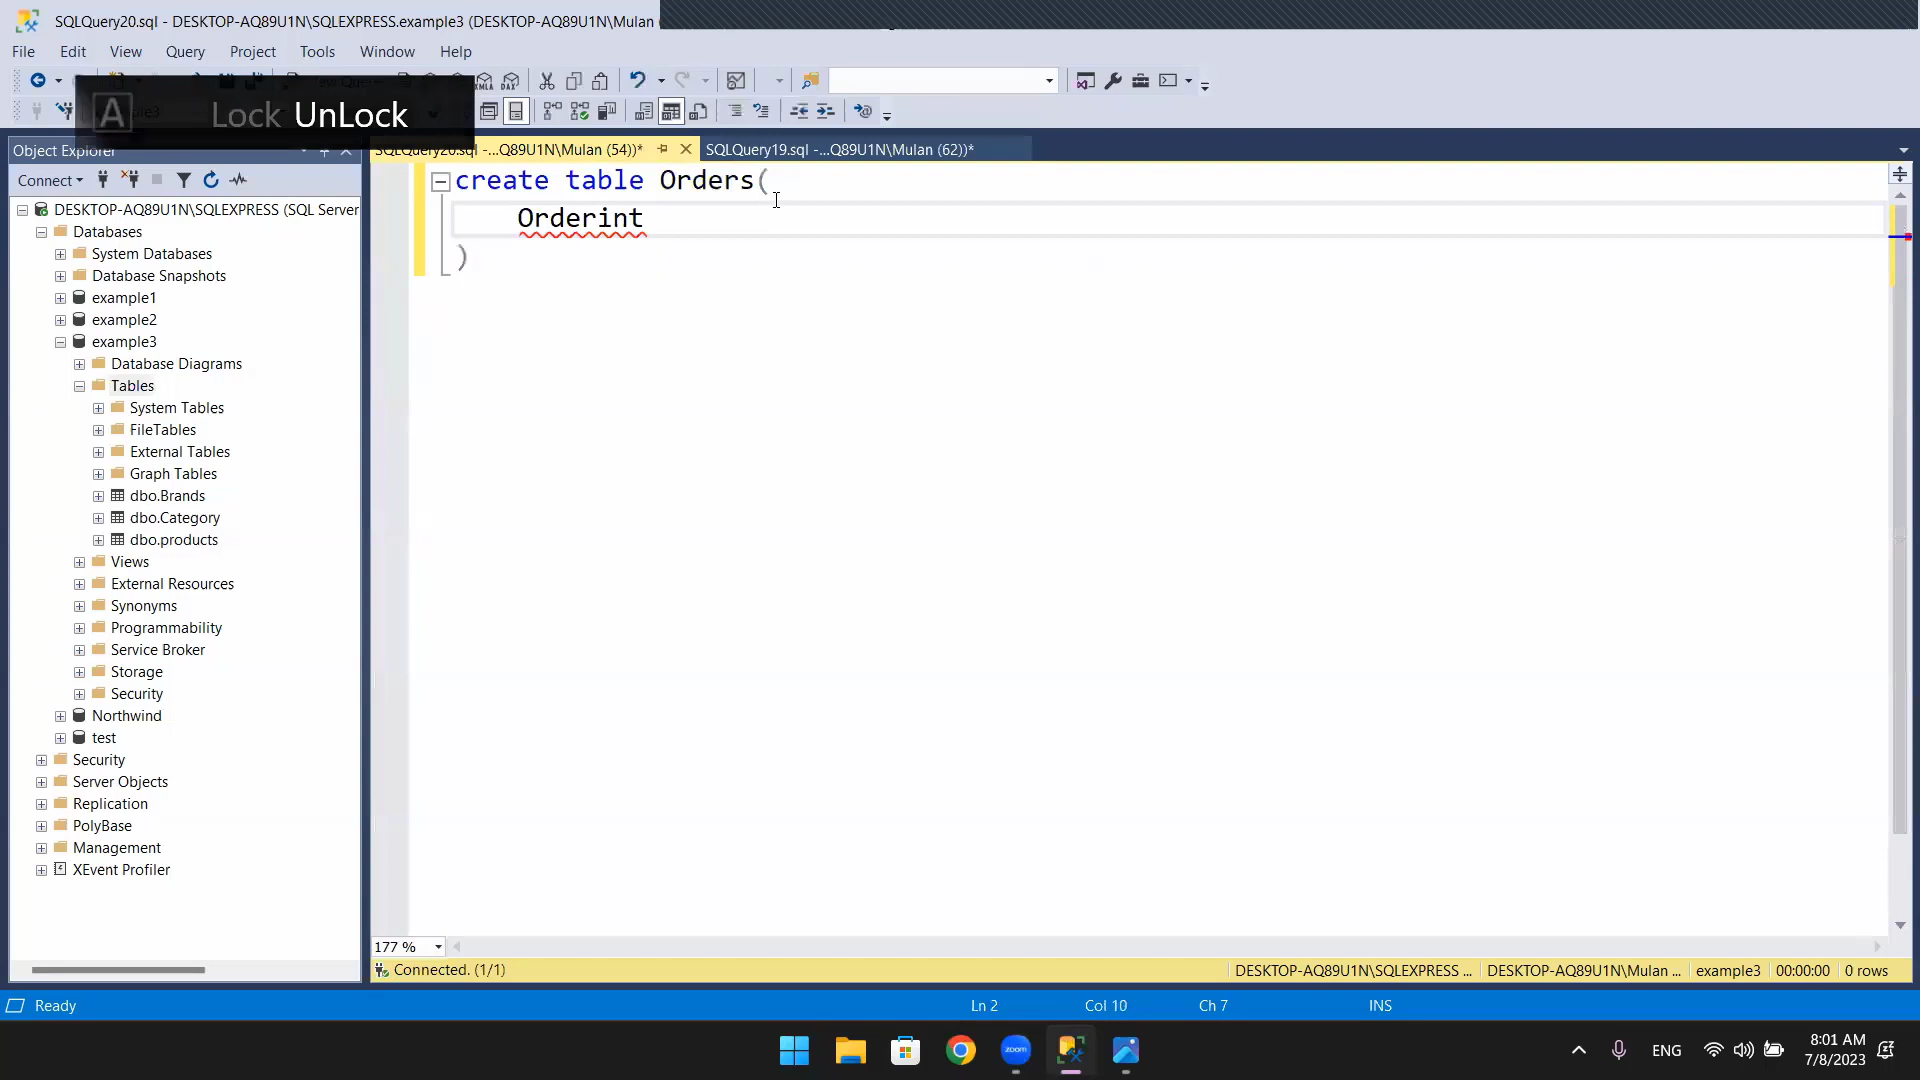 SQLQuery20.sql - DESKTOP-AQ89U1N\SQLEXPRESS.example3 (DESKTOP-AQ89U1N\Mulan
File Edit View Query Project Tools Window Help
A Lock UnLock
Object Explorer
SQLQuery20.sql -...Q89U1N\Mulan (54))* SQLQuery19.sql -...Q89U1N\Mulan (62))*
Connect
create table Orders(
Orderint
)
DESKTOP-AQ89U1N\SQLEXPRESS (SQL Server
Databases
System Databases
Database Snapshots
example1
example2
example3
Database Diagrams
Tables
System Tables
FileTables
External Tables
Graph Tables
dbo.Brands
dbo.Category
dbo.products
Views
External Resources
Synonyms
Programmability
Service Broker
Storage
Security
Northwind
test
Security
Server Objects
Replication
PolyBase
Management
XEvent Profiler
177 %
Connected. (1/1) DESKTOP-AQ89U1N\SQLEXPRESS ... DESKTOP-AQ89U1N\Mulan ... example3 00:00:00 0 rows
Ready Ln 2 Col 10 Ch 7 INS
zoom
ENG
8:01 AM
7/8/2023